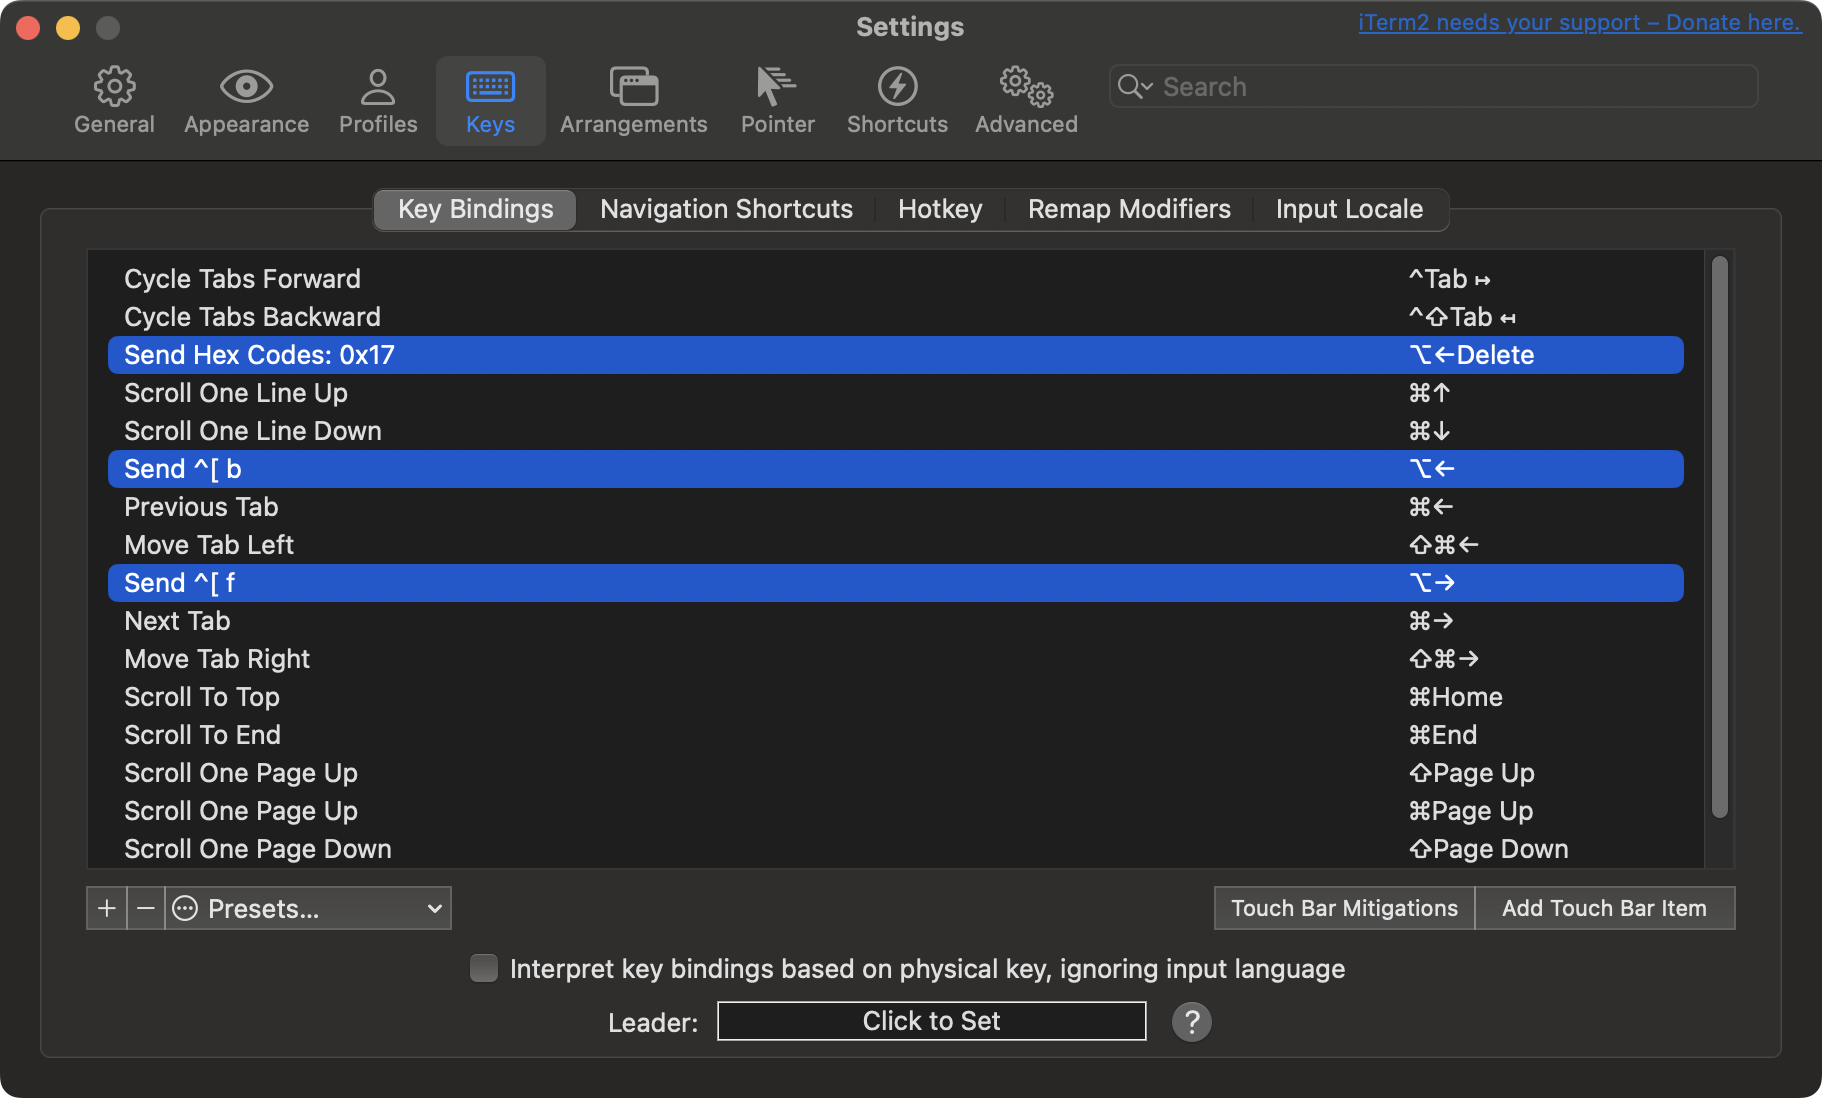 Settings
iTerm2 needs your support – Donate here.
General Appearance Profiles Keys Arrangements Pointer Shortcuts Advanced Search
Key Bindings Navigation Shortcuts Hotkey Remap Modifiers Input Locale
Cycle Tabs Forward ^Tab ↦
Cycle Tabs Backward ^⇧Tab ↤
Send Hex Codes: 0x17 ⌥←Delete
Scroll One Line Up ⌘↑
Scroll One Line Down ⌘↓
Send ^[ b ⌥←
Previous Tab ⌘←
Move Tab Left ⇧⌘←
Send ^[ f ⌥→
Next Tab ⌘→
Move Tab Right ⇧⌘→
Scroll To Top ⌘Home
Scroll To End ⌘End
Scroll One Page Up ⇧Page Up
Scroll One Page Up ⌘Page Up
Scroll One Page Down ⇧Page Down
+ − Presets... Touch Bar Mitigations Add Touch Bar Item
Interpret key bindings based on physical key, ignoring input language
Leader: Click to Set ?